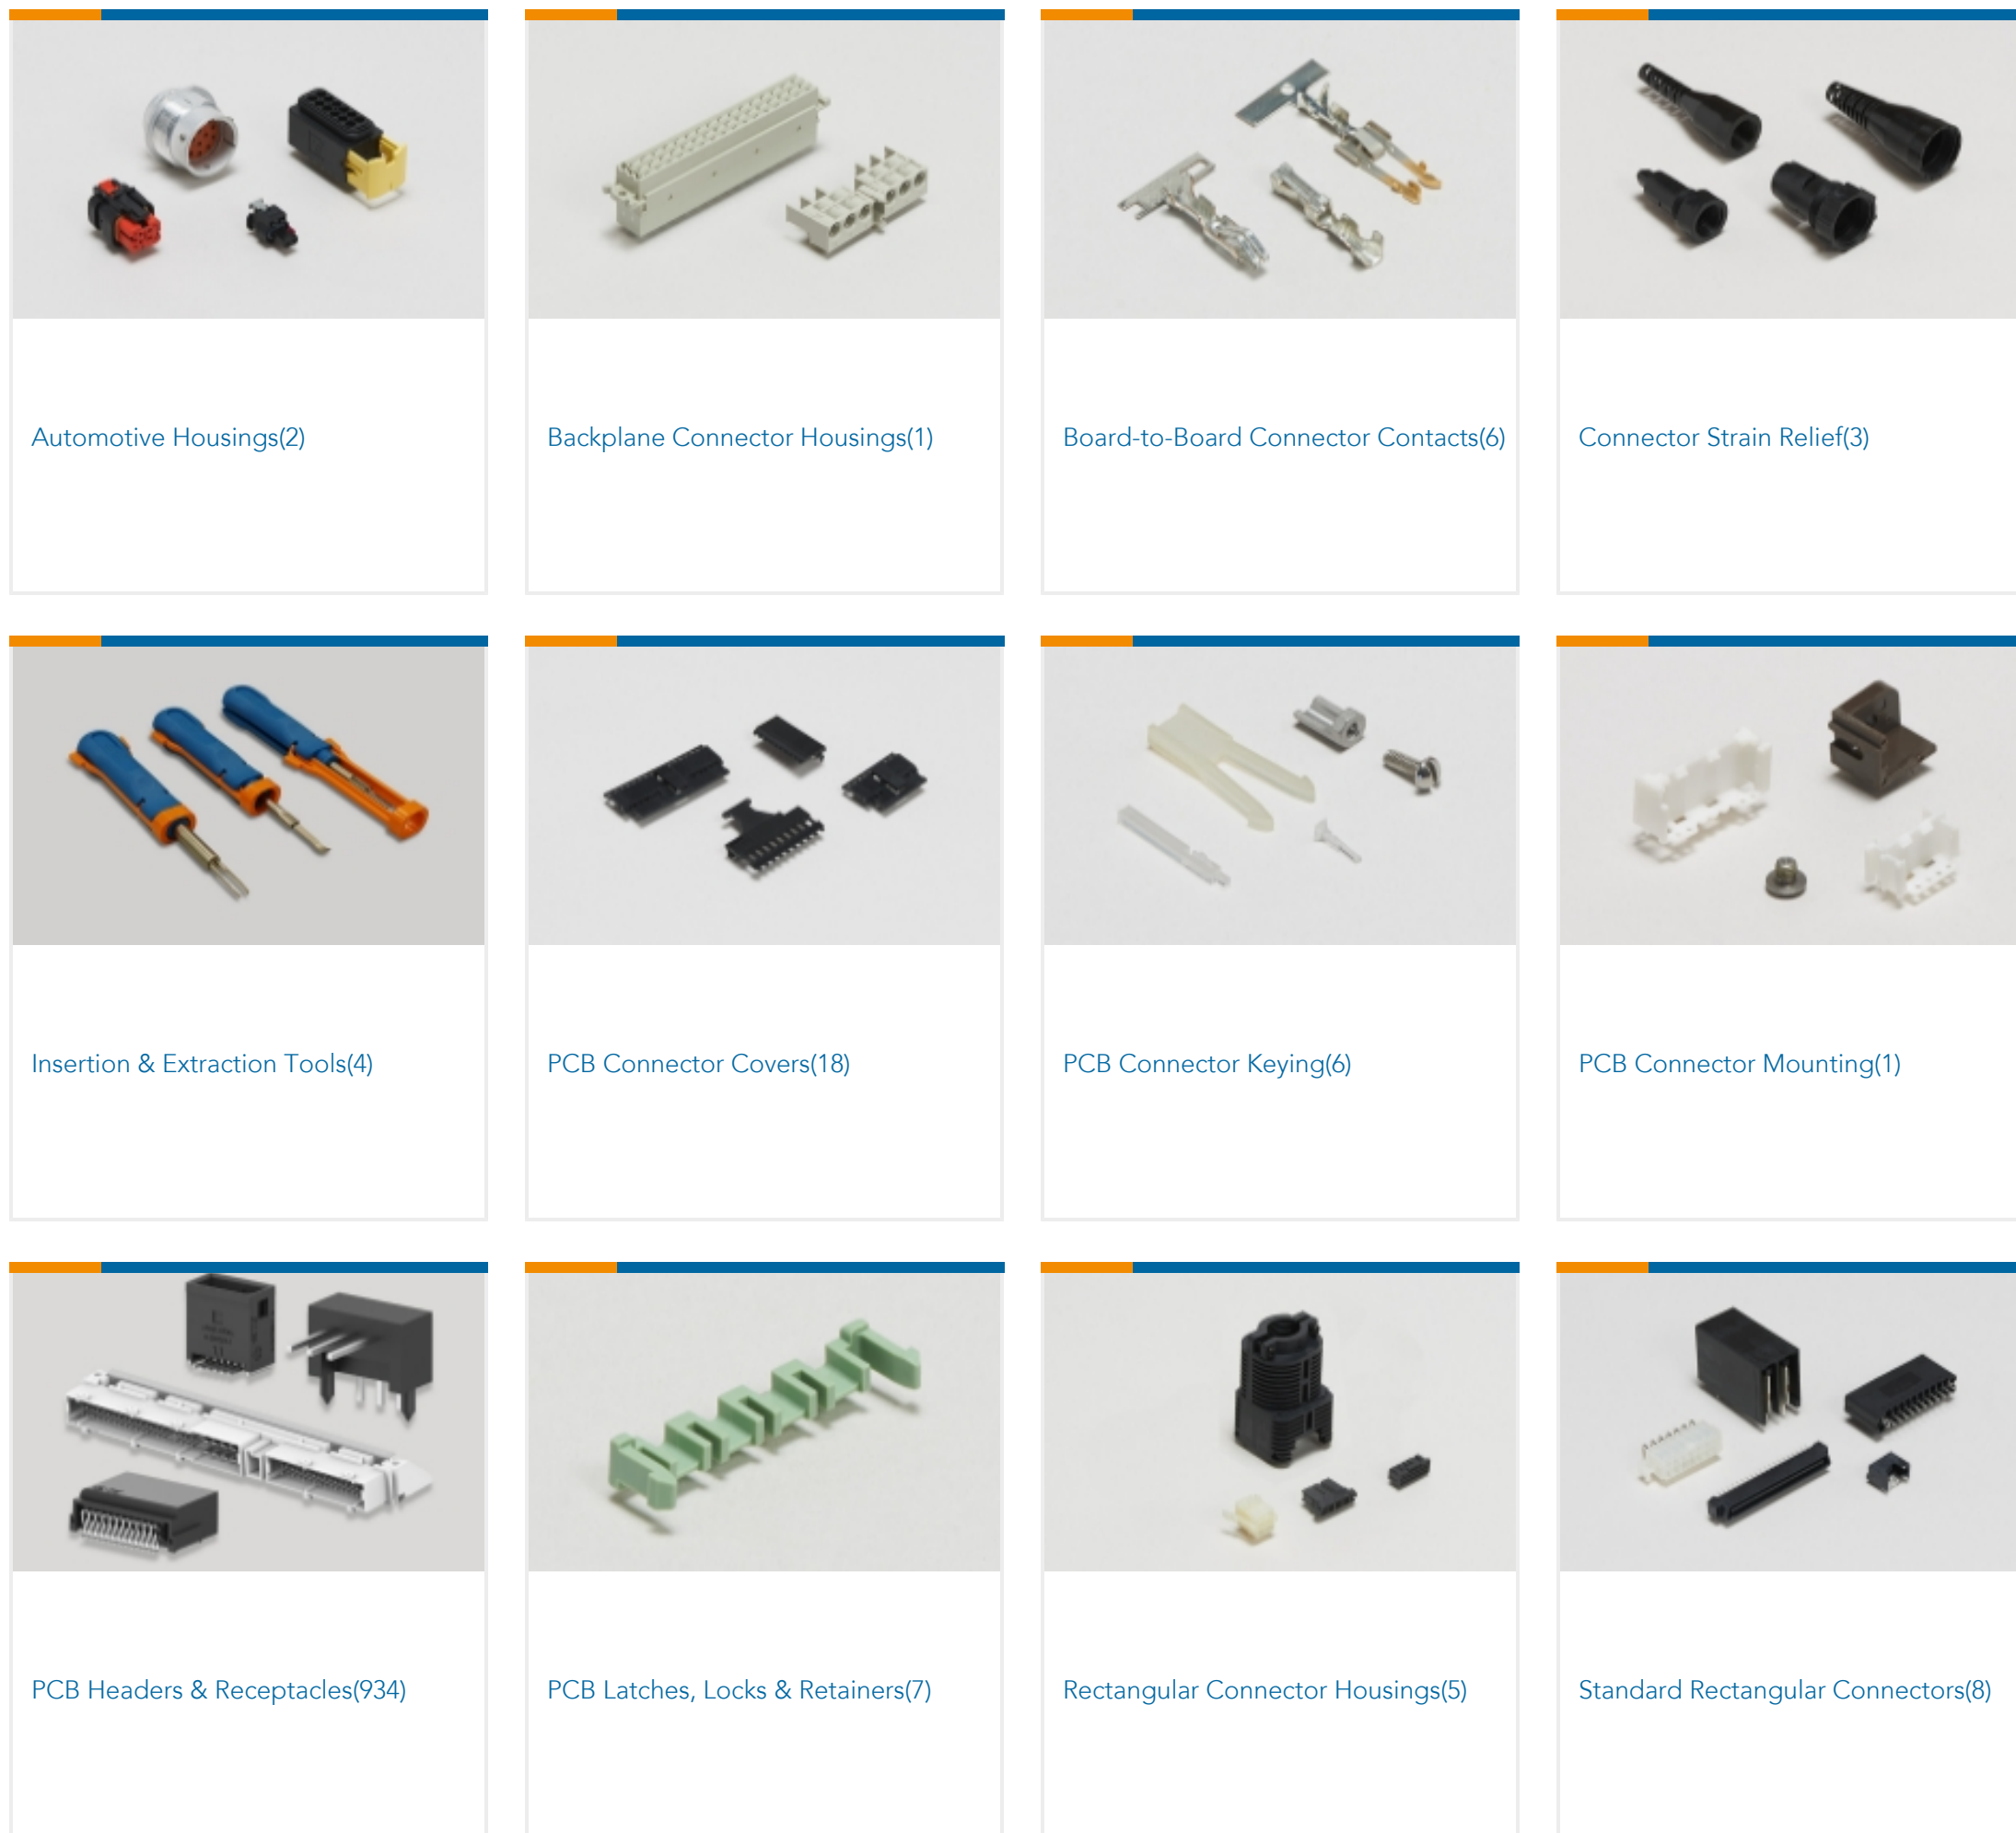 Automotive Housings(2)
Backplane Connector Housings(1)
Board-to-Board Connector Contacts(6)
Connector Strain Relief(3)
Insertion & Extraction Tools(4)
PCB Connector Covers(18)
PCB Connector Keying(6)
PCB Connector Mounting(1)
PCB Headers & Receptacles(934)
PCB Latches, Locks & Retainers(7)
Rectangular Connector Housings(5)
Standard Rectangular Connectors(8)